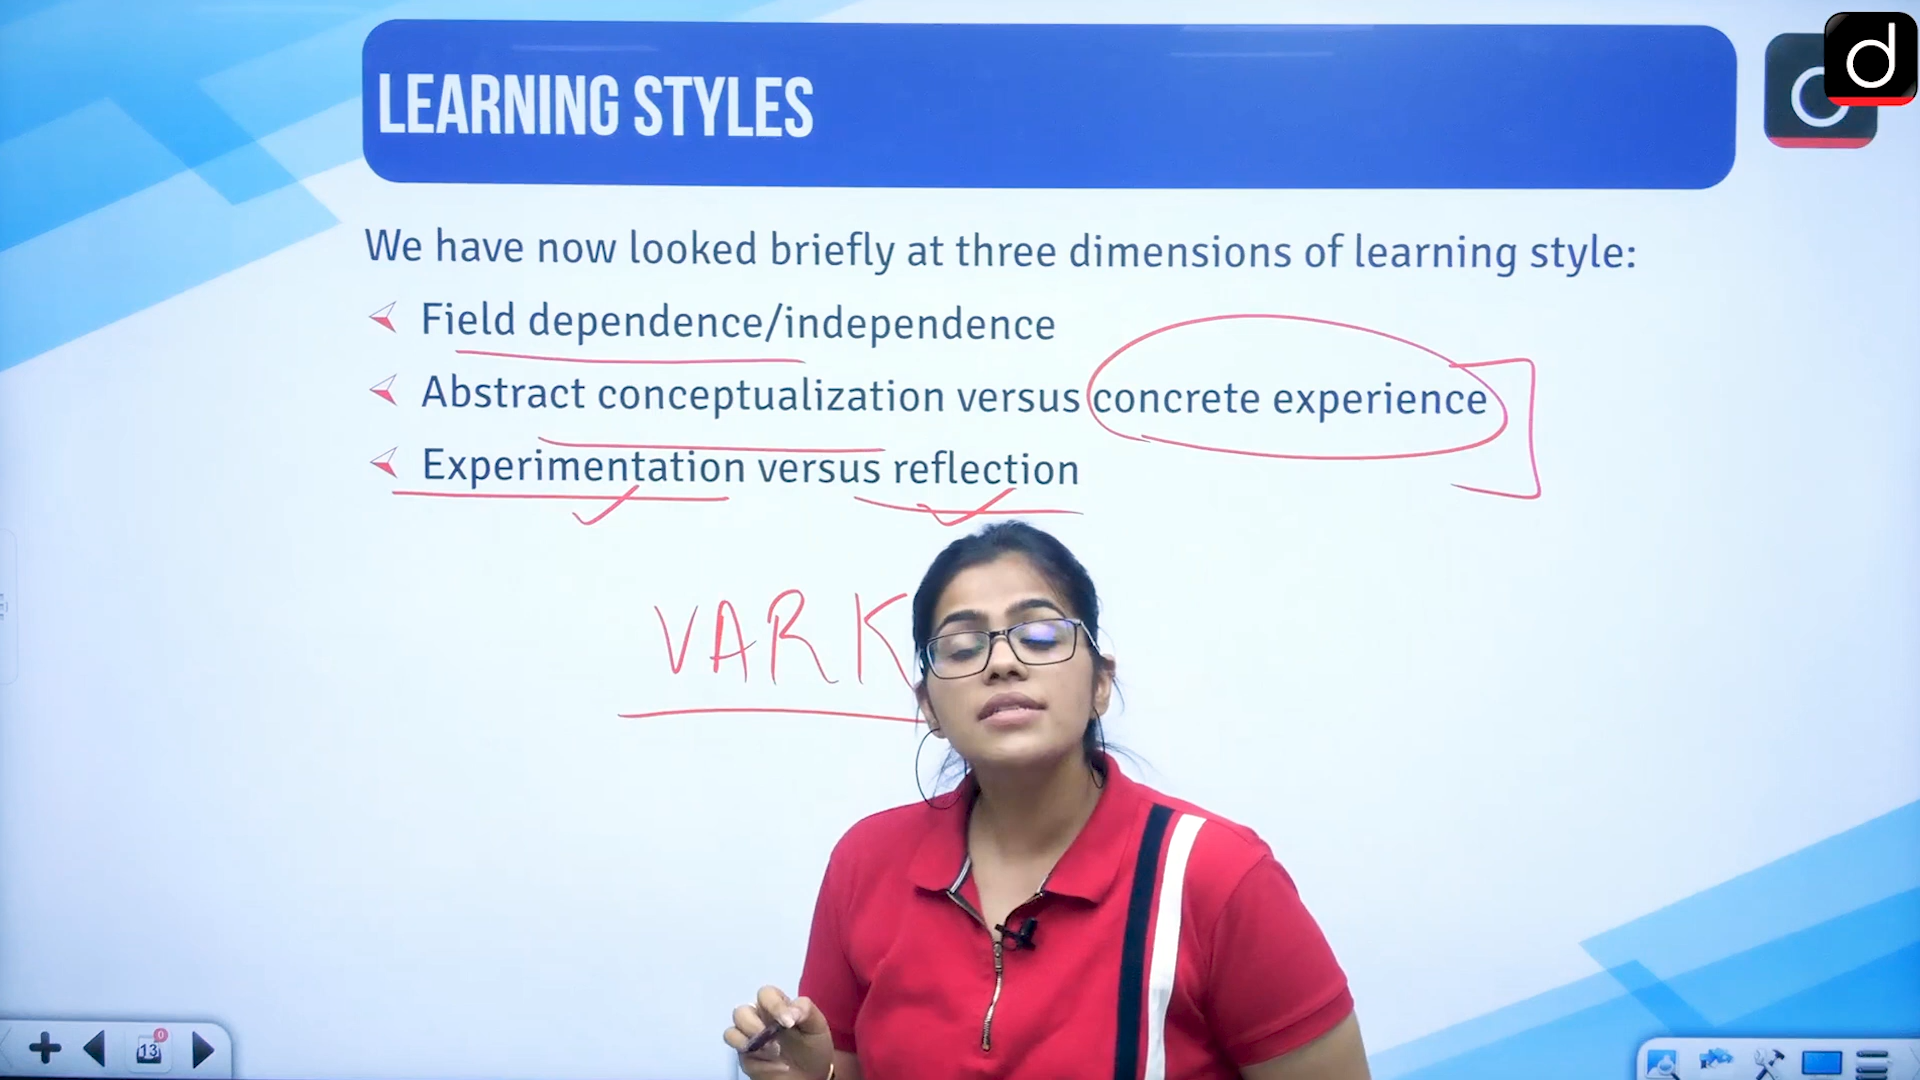 LEARNING STYLES
d
We have now looked briefly at three dimensions of learning style:
Field dependence/independence
Abstract conceptualization versus concrete experience
Experimentation versus reflection
VARK
13
0